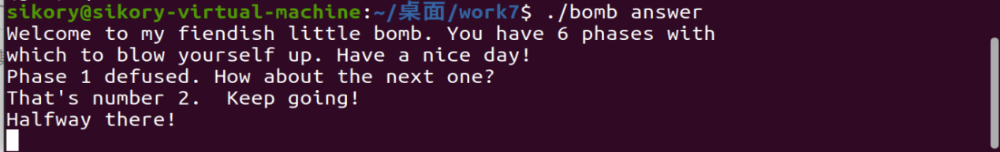 sikory@sikory-virtual-machine:~/桌面/work7$ ./bomb answer
Welcome to my fiendish little bomb. You have 6 phases with
which to blow yourself up. Have a nice day!
Phase 1 defused. How about the next one?
That's number 2.  Keep going!
Halfway there!